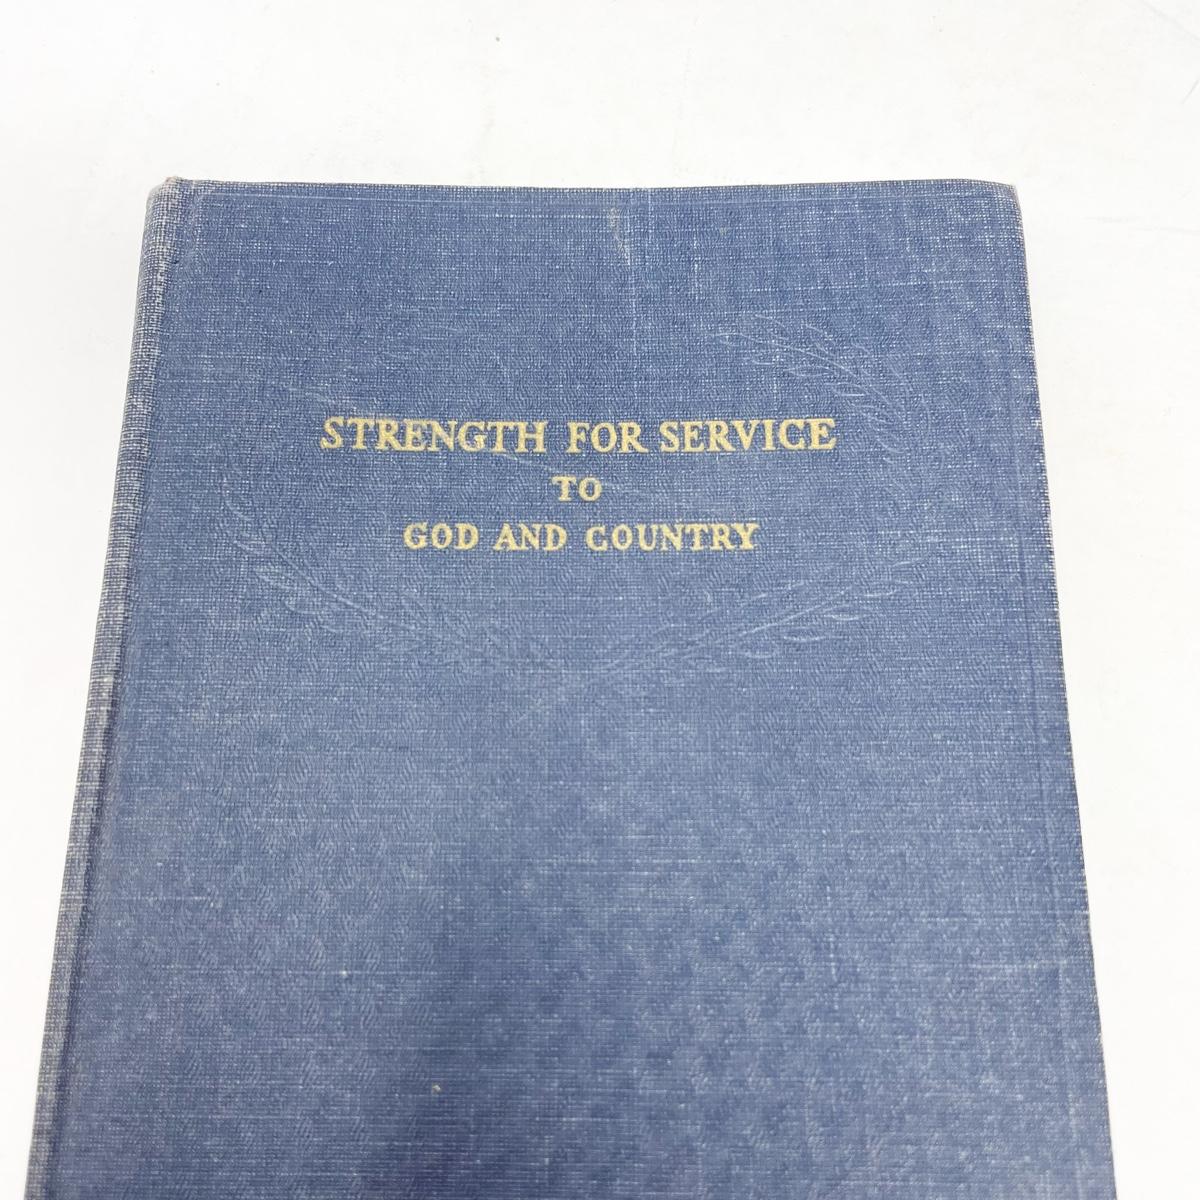 STRENGTH FOR SERVICE
TO
GOD AND COUNTRY